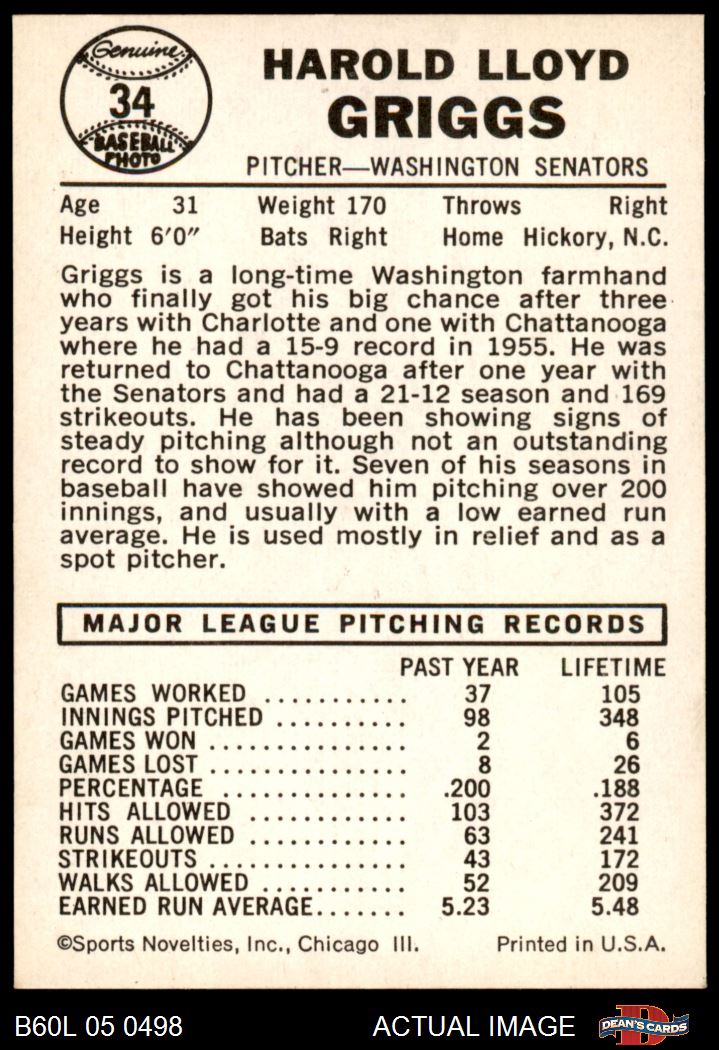 Genuine
34
BASEBALL
PHOTO
HAROLD LLOYD
GRIGGS
PITCHER—WASHINGTON SENATORS
Age 31 Weight 170 Throws Right
Height 6'0" Bats Right Home Hickory, N.C.
Griggs is a long-time Washington farmhand
who finally got his big chance after three
years with Charlotte and one with Chattanooga
where he had a 15-9 record in 1955. He was
returned to Chattanooga after one year with
the Senators and had a 21-12 season and 169
strikeouts. He has been showing signs of
steady pitching although not an outstanding
record to show for it. Seven of his seasons in
baseball have showed him pitching over 200
innings, and usually with a low earned run
average. He is used mostly in relief and as a
spot pitcher.
MAJOR LEAGUE PITCHING RECORDS
PAST YEAR LIFETIME
GAMES WORKED ........... 37 105
INNINGS PITCHED .......... 98 348
GAMES WON ............... 2 6
GAMES LOST ............... 8 26
PERCENTAGE .............. .200 .188
HITS ALLOWED ............ 103 372
RUNS ALLOWED ............ 63 241
STRIKEOUTS ............... 43 172
WALKS ALLOWED ........... 52 209
EARNED RUN AVERAGE....... 5.23 5.48
©Sports Novelties, Inc., Chicago Ill. Printed in U.S.A.
B60L 05 0498 ACTUAL IMAGE DEAN'S CARDS